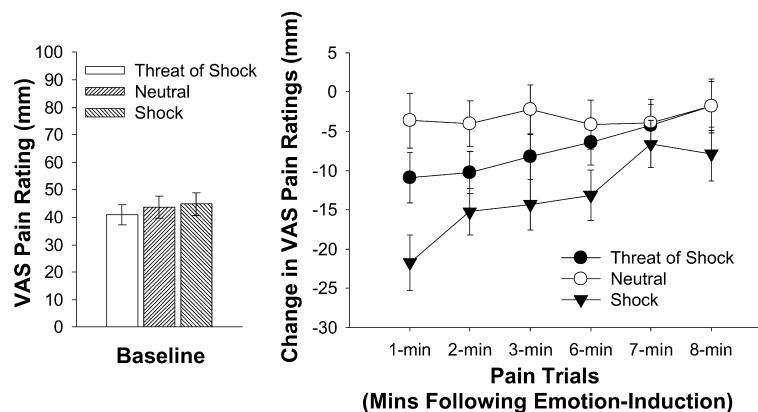 VAS Pain Rating (mm)
100
90
80
70
60
50
40
30
20
10
0
Threat of Shock
Neutral
Shock
Baseline
Change in VAS Pain Ratings (mm)
5
0
-5
-10
-15
-20
-25
-30
Threat of Shock
Neutral
Shock
1-min 2-min 3-min 6-min 7-min 8-min
Pain Trials
(Mins Following Emotion-Induction)